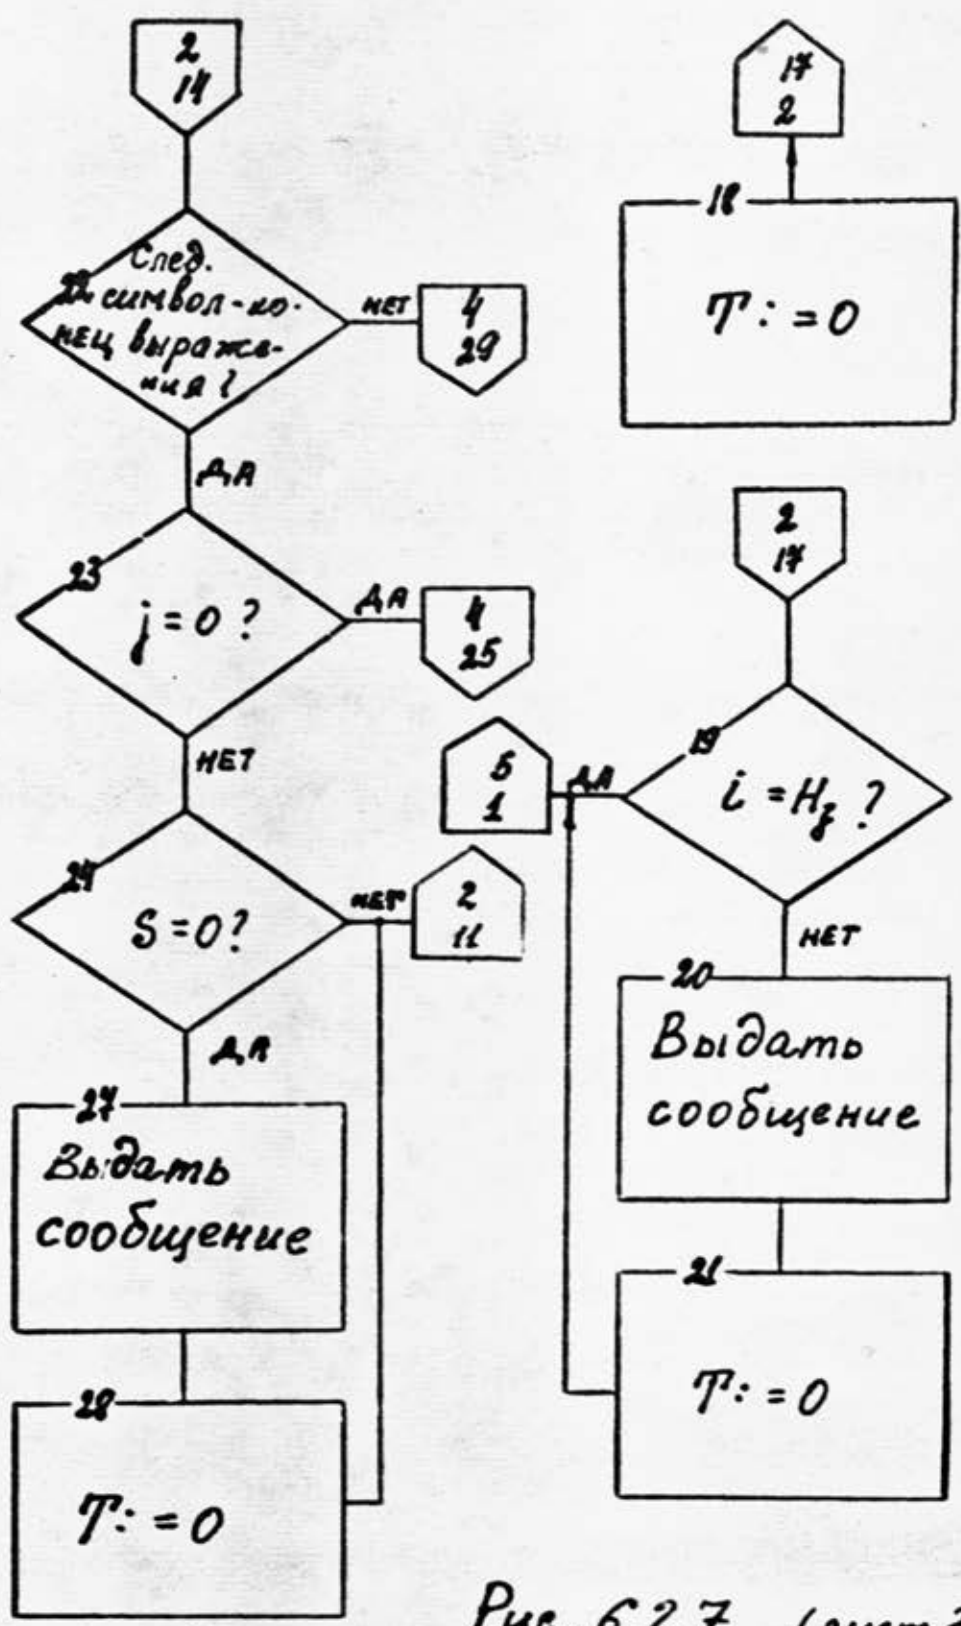 2
14
22
След.
символ-ко-
нец выраже-
ния?
НЕТ
4
29
ДА
23
j = 0 ?
ДА
4
25
НЕТ
24
S = 0?
НЕТ
2
11
ДА
27
Выдать
сообщение
28
T: = 0
17
2
18
T: = 0
2
17
19
i = Hz ?
ДА
5
1
НЕТ
20
Выдать
сообщение
21
T: = 0
Рис. 6.2.7